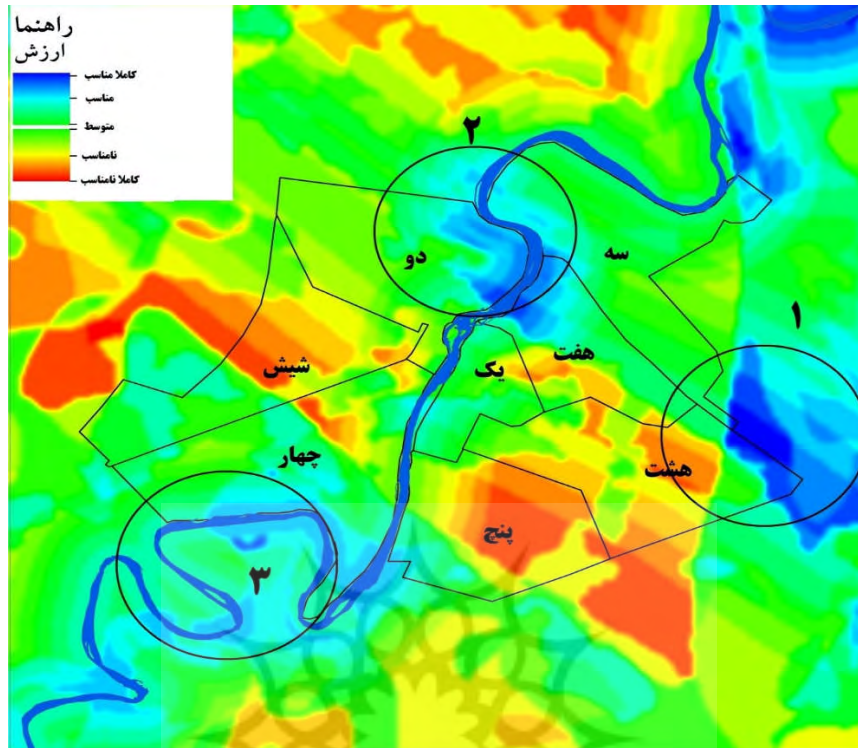 راهنما
ارزش
کاملا مناسب
مناسب
متوسط
نامناسب
کاملا نامناسب
۲
دو
سه
۱
هفت
یک
شیش
چهار
هشت
پنج
۳